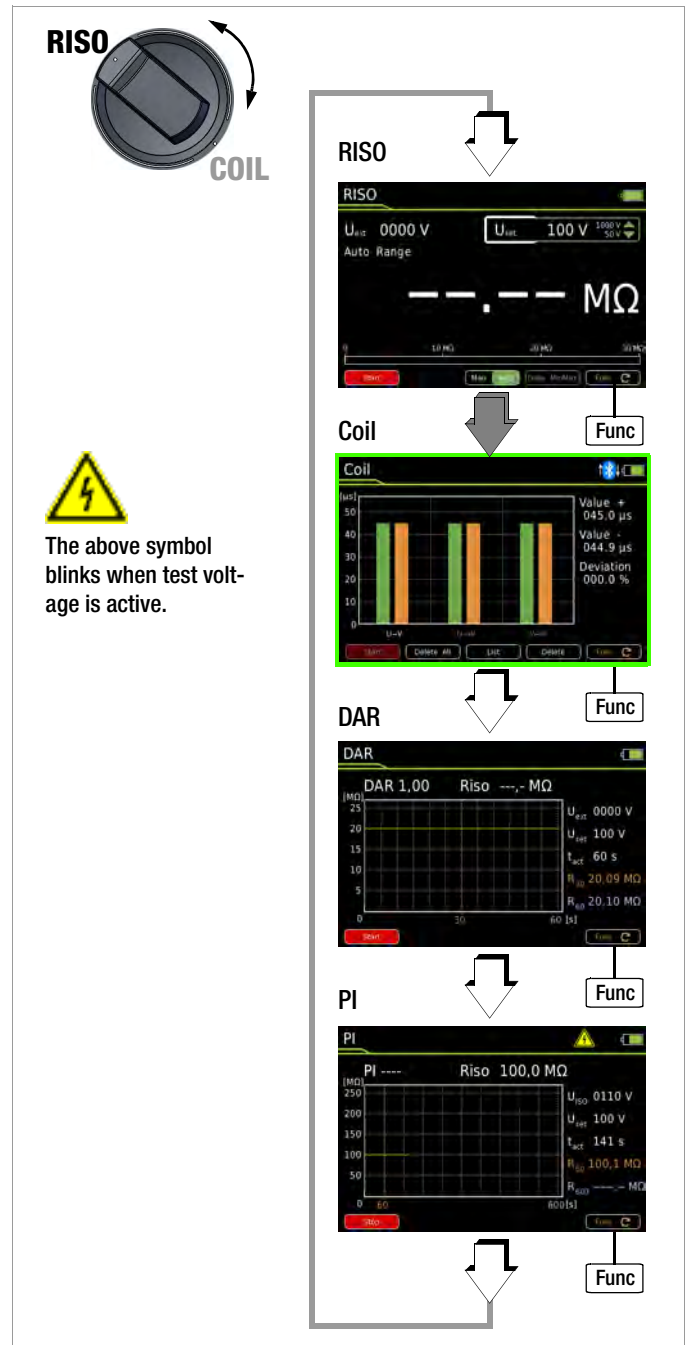 RISO
COIL
RISO
RISO
Uext 0000 V
Uset 100 V 1000 V
50 V
Auto Range
--.-- MΩ
0 10 MΩ 20 MΩ 30 MΩ
Start Man Auto Func
Func
Coil
Coil
[µs]
50
40
30
20
10
0
Value +
045.0 µs
Value -
044.9 µs
Deviation
000.0 %
U-V
Start Delete All List Delete Func
Func
The above symbol
blinks when test volt-
age is active.
DAR
DAR
DAR 1,00 Riso ---,- MΩ
[MΩ]
25
20
15
10
5
0 30 60 [s]
Uext 0000 V
Uset 100 V
tact 60 s
R30 20,09 MΩ
R60 20,10 MΩ
Start Func
Func
PI
PI
PI ---- Riso 100,0 MΩ
[MΩ]
250
200
150
100
50
0 60 600 [s]
UISO 0110 V
Uset 100 V
tact 141 s
R60 100,1 MΩ
R600 ---,- MΩ
Stop Func
Func